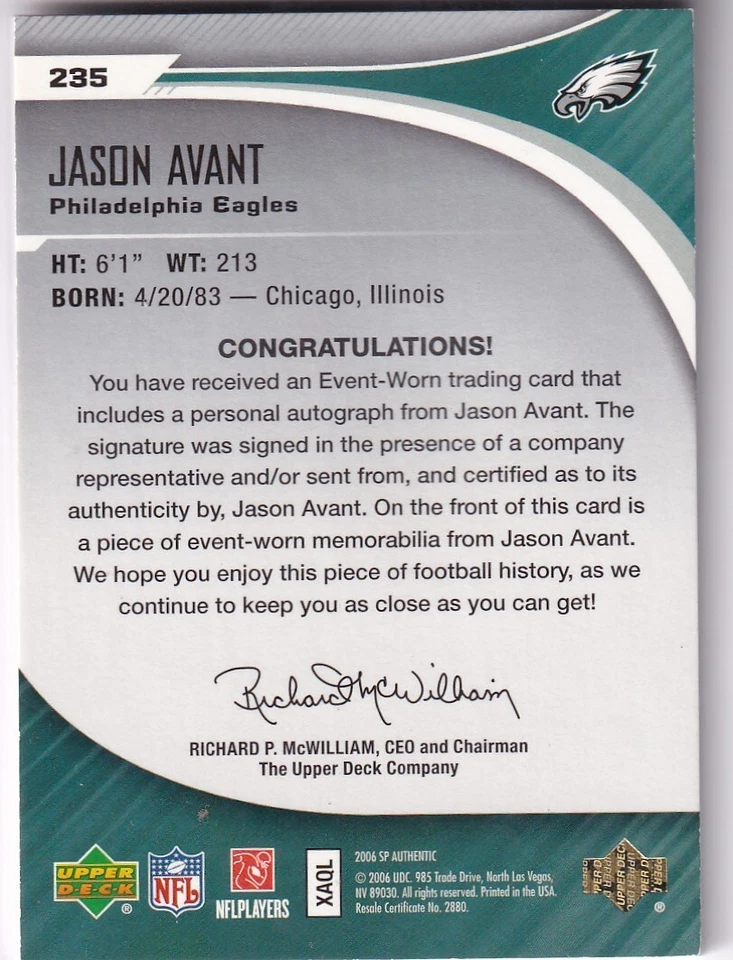 235
JASON AVANT
Philadelphia Eagles
HT: 6'1" WT: 213
BORN: 4/20/83 — Chicago, Illinois
CONGRATULATIONS!
You have received an Event-Worn trading card that
includes a personal autograph from Jason Avant. The
signature was signed in the presence of a company
representative and/or sent from, and certified as to its
authenticity by, Jason Avant. On the front of this card is
a piece of event-worn memorabilia from Jason Avant.
We hope you enjoy this piece of football history, as we
continue to keep you as close as you can get!
Richard McWilliam
RICHARD P. McWILLIAM, CEO and Chairman
The Upper Deck Company
UPPER
DECK
®
NFL
®
NFLPLAYERS
XAQL
2006 SP AUTHENTIC
© 2006 UDC. 985 Trade Drive, North Las Vegas,
NV 89030. All rights reserved. Printed in the USA.
Resale Certificate No. 2880.
UPPER DEC
®